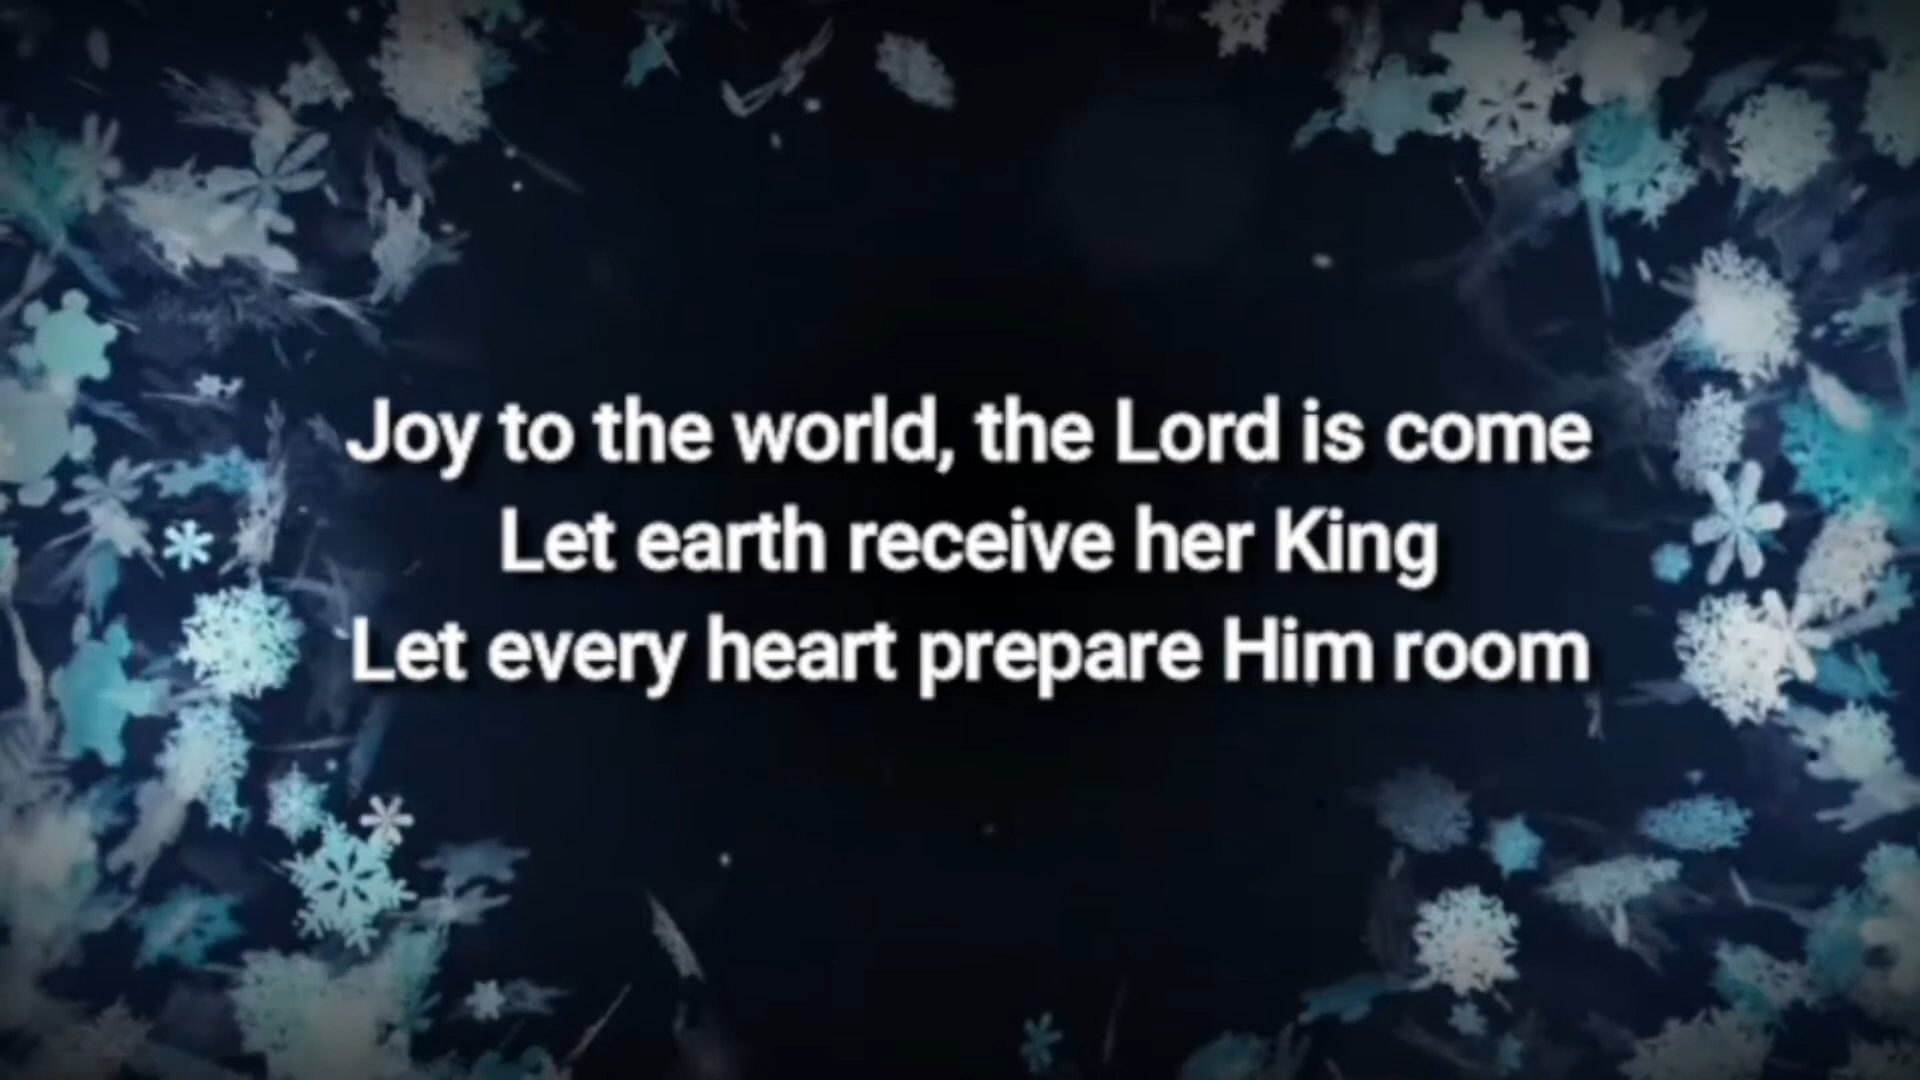 Joy to the world, the Lord is come
Let earth receive her King
Let every heart prepare Him room